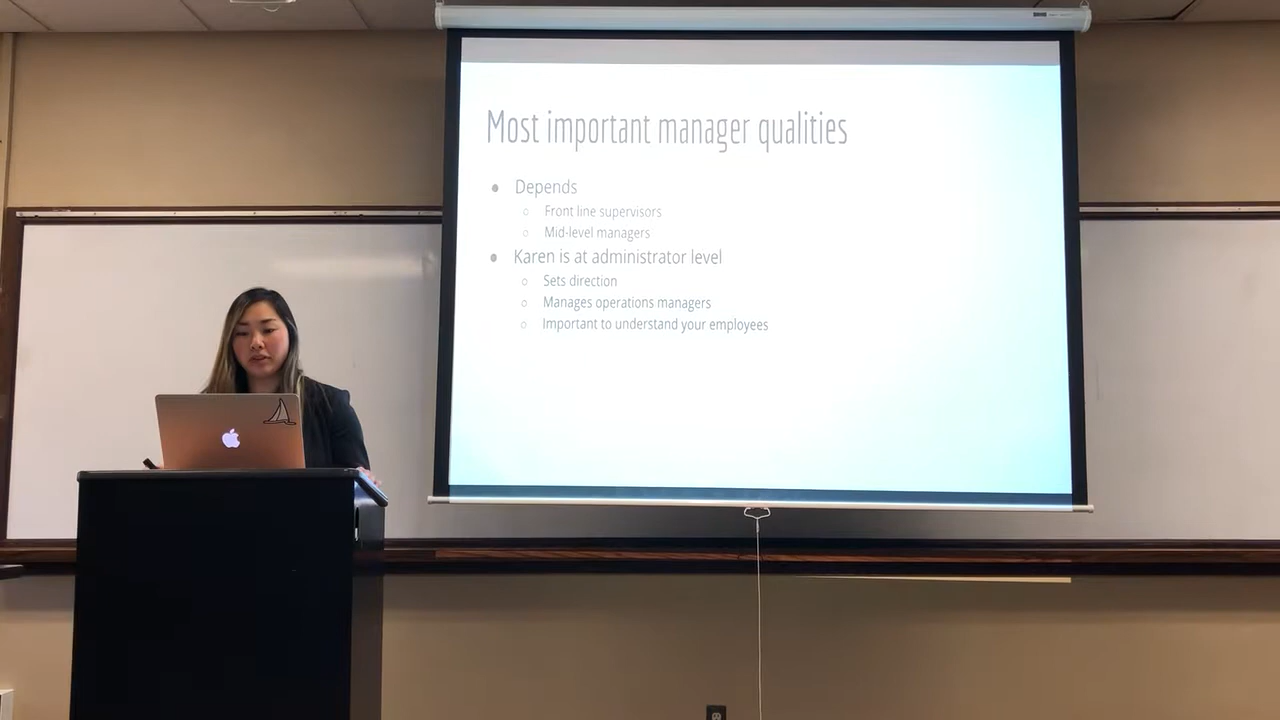 Most important manager qualities
Depends
Front line supervisors
Mid-level managers
Karen is at administrator level
Sets direction
Manages operations managers
Important to understand your employees